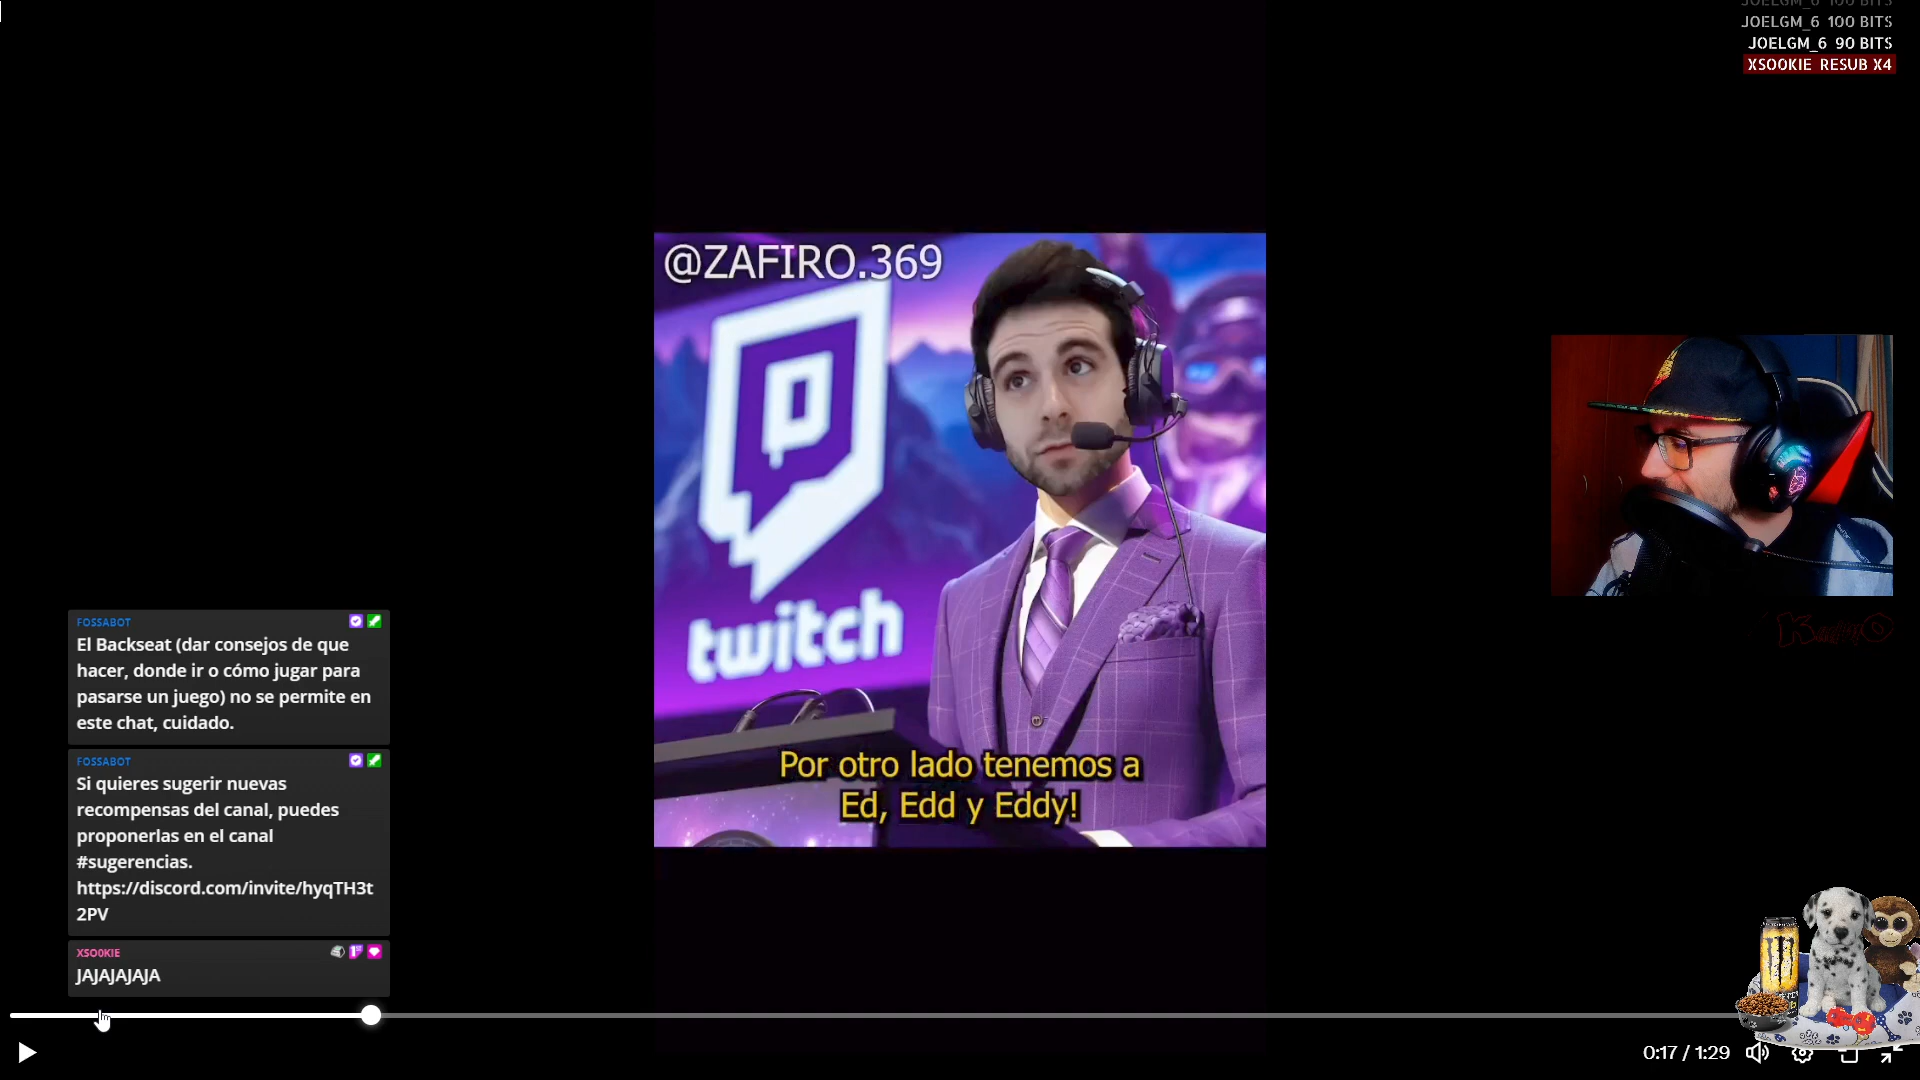 JOELGM_6 100 BITS
JOELGM_6 100 BITS
JOELGM_6 90 BITS
XSOOKIE RESUB X4
@ZAFIRO.369
twitch
Por otro lado tenemos a
Ed, Edd y Eddy!
FOSSABOT
El Backseat (dar consejos de que
hacer, donde ir o cómo jugar para
pasarse un juego) no se permite en
este chat, cuidado.
FOSSABOT
Si quieres sugerir nuevas
recompensas del canal, puedes
proponerlas en el canal
#sugerencias.
https://discord.com/invite/hyqTH3t
2PV
XSOOKIE
JAJAJAJAJA
0:17 / 1:29